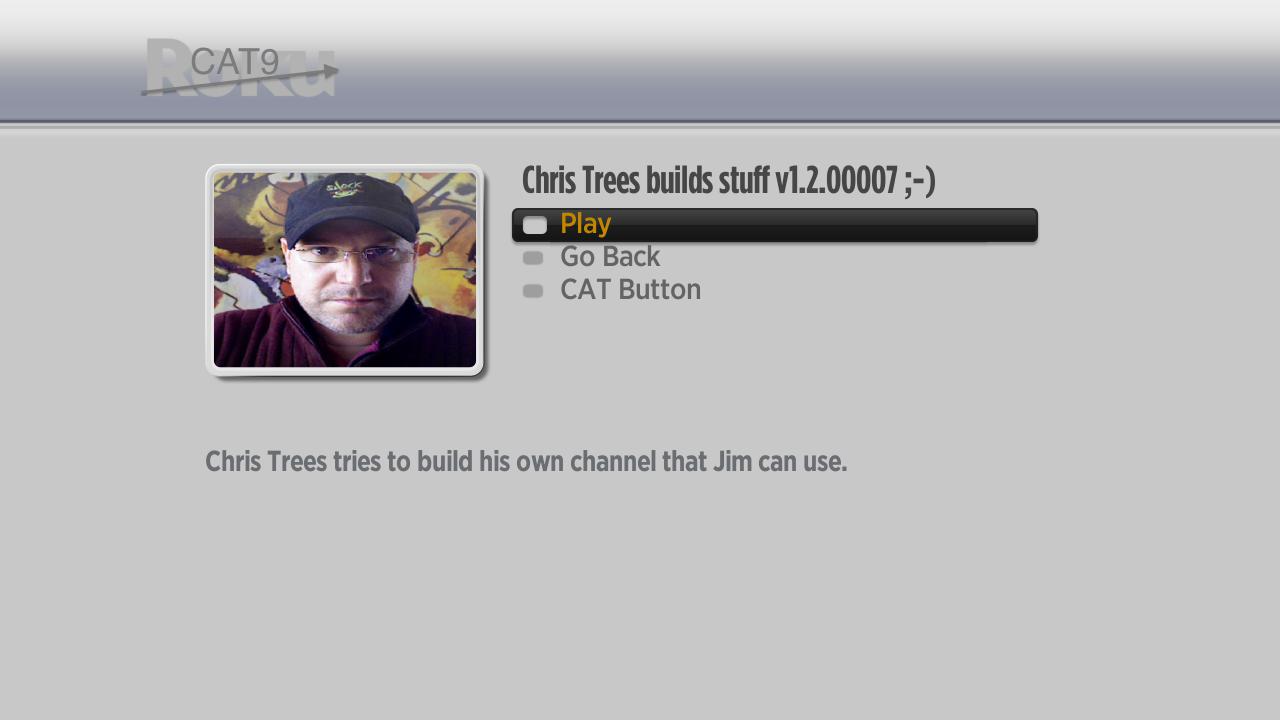 Roku
CAT9
Chris Trees builds stuff v1.2.00007 ;-)
Play
Go Back
CAT Button
Chris Trees tries to build his own channel that Jim can use.